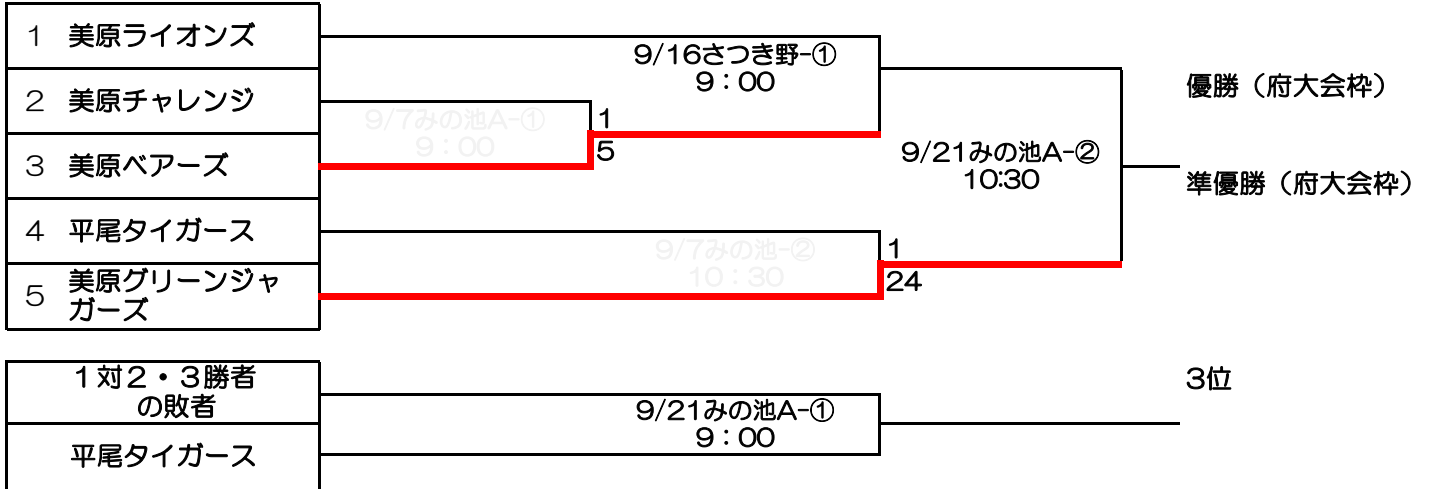 1 美原ライオンズ
9/16さつき野-①
9：00
優勝（府大会枠）
2 美原チャレンジ
9/7みの池A-①
9：00
1
5
3 美原ベアーズ
9/21みの池A-②
10:30
準優勝（府大会枠）
4 平尾タイガース
9/7みの池-②
10：30
1
24
5 美原グリーンジャ
ガーズ
１対２・３勝者
の敗者
9/21みの池A-①
9：00
3位
平尾タイガース